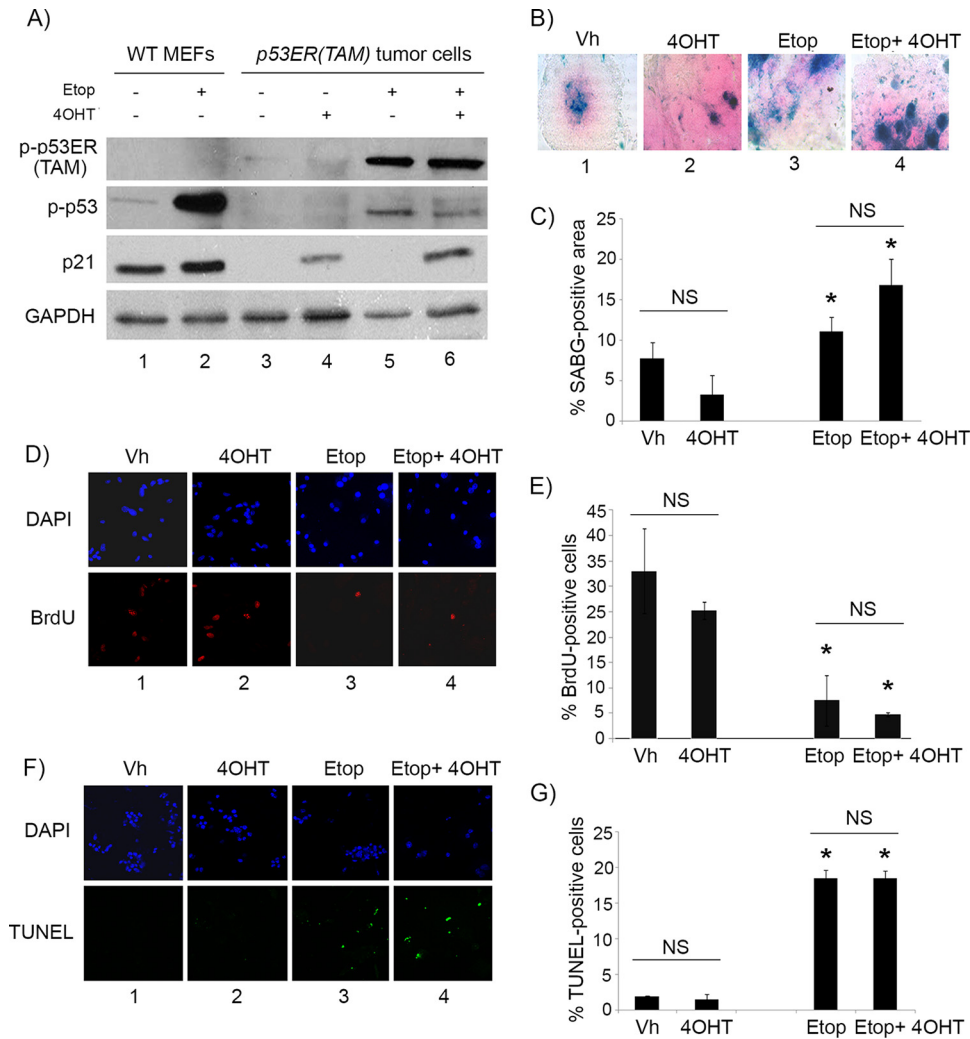 A)
WT MEFs
p53ER(TAM) tumor cells
Etop - + - - + +
4OHT - - - + - +
p-p53ER
(TAM)
p-p53
p21
GAPDH
1 2 3 4 5 6
B)
Vh 4OHT Etop Etop+ 4OHT
1 2 3 4
C)
% SABG-positive area
25
20
15
10
5
0
NS
NS
*
*
Vh 4OHT Etop Etop+ 4OHT
D)
Vh 4OHT Etop Etop+ 4OHT
DAPI
BrdU
1 2 3 4
E)
% BrdU-positive cells
45
40
35
30
25
20
15
10
5
0
NS
NS
*
*
Vh 4OHT Etop Etop+ 4OHT
F)
Vh 4OHT Etop Etop+ 4OHT
DAPI
TUNEL
1 2 3 4
G)
% TUNEL-positive cells
25
20
15
10
5
0
NS
NS
* *
Vh 4OHT Etop Etop+ 4OHT